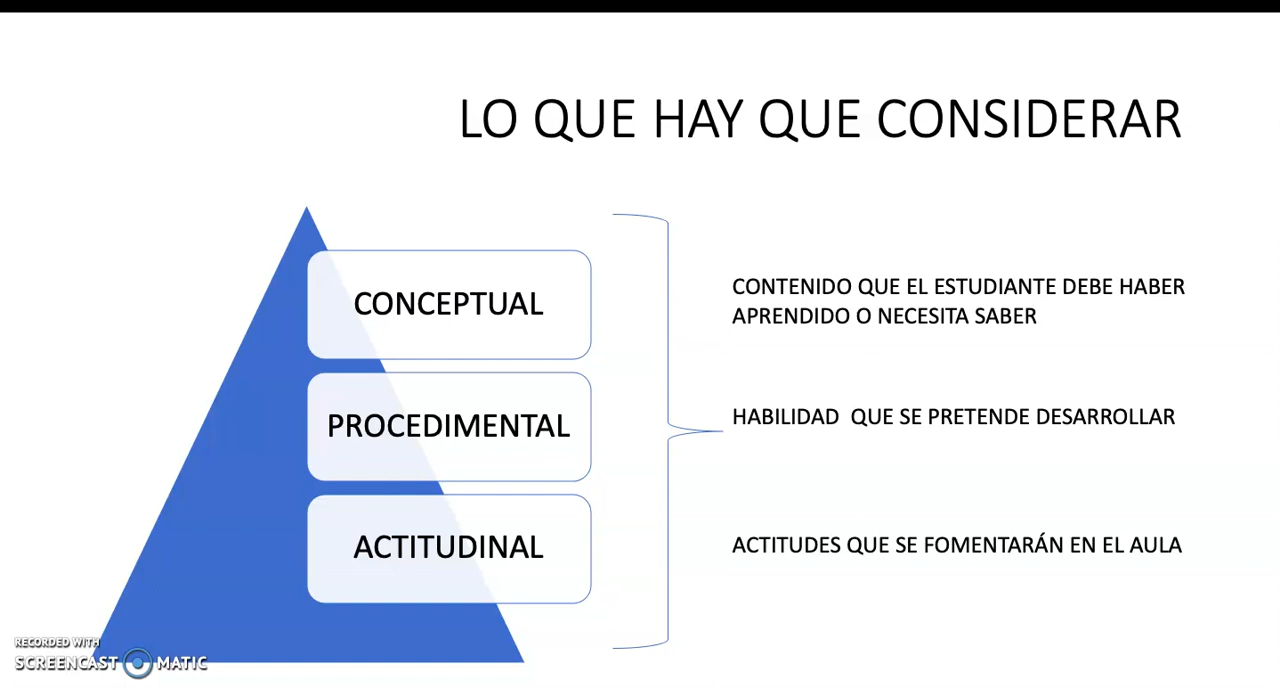 LO QUE HAY QUE CONSIDERAR
CONCEPTUAL
CONTENIDO QUE EL ESTUDIANTE DEBE HABER
APRENDIDO O NECESITA SABER
PROCEDIMENTAL
HABILIDAD QUE SE PRETENDE DESARROLLAR
ACTITUDINAL
ACTITUDES QUE SE FOMENTARÁN EN EL AULA
RECORDED WITH
SCREENCAST MATIC